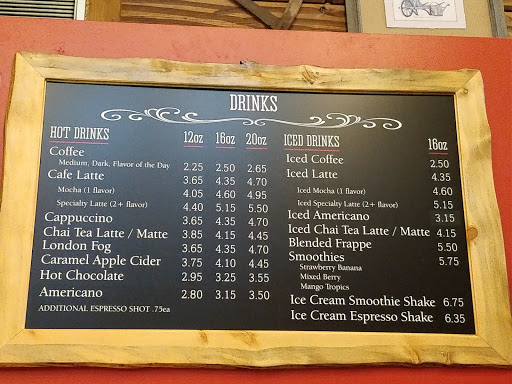 DRINKS
HOT DRINKS 12oz 16oz 20oz
Coffee
Medium, Dark, Flavor of the Day 2.25 2.50 2.65
Cafe Latte 3.65 4.35 4.70
Mocha (1 flavor) 4.05 4.60 4.95
Specialty Latte (2+ flavor) 4.40 5.15 5.50
Cappuccino 3.65 4.35 4.70
Chai Tea Latte / Matte 3.85 4.15 4.45
London Fog 3.65 4.35 4.70
Caramel Apple Cider 3.75 4.10 4.45
Hot Chocolate 2.95 3.25 3.55
Americano 2.80 3.15 3.50
ADDITIONAL ESPRESSO SHOT .75ea
ICED DRINKS 16oz
Iced Coffee 2.50
Iced Latte 4.35
Iced Mocha (1 flavor) 4.60
Iced Specialty Latte (2+ flavor) 5.15
Iced Americano 3.15
Iced Chai Tea Latte / Matte 4.15
Blended Frappe 5.50
Smoothies 5.75
Strawberry Banana
Mixed Berry
Mango Tropics
Ice Cream Smoothie Shake 6.75
Ice Cream Espresso Shake 6.35